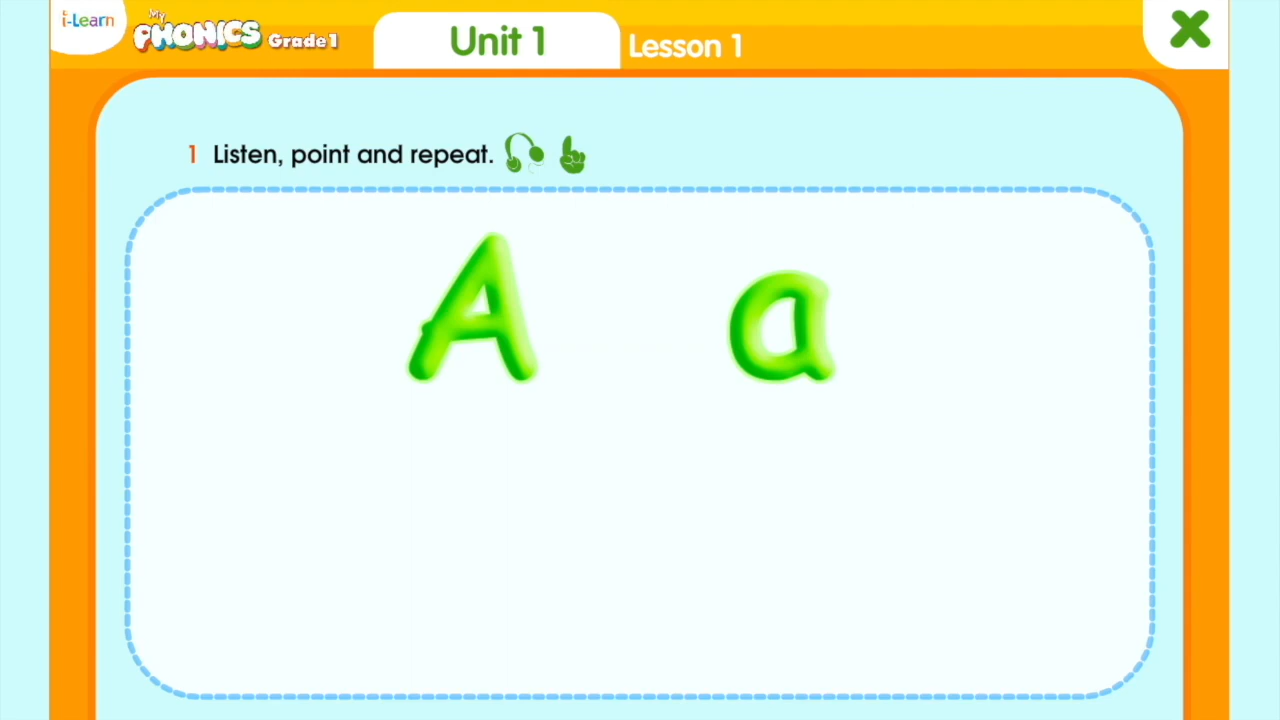 i-Learn
My
PHONICS Grade 1
Unit 1
Lesson 1
1 Listen, point and repeat.
A a